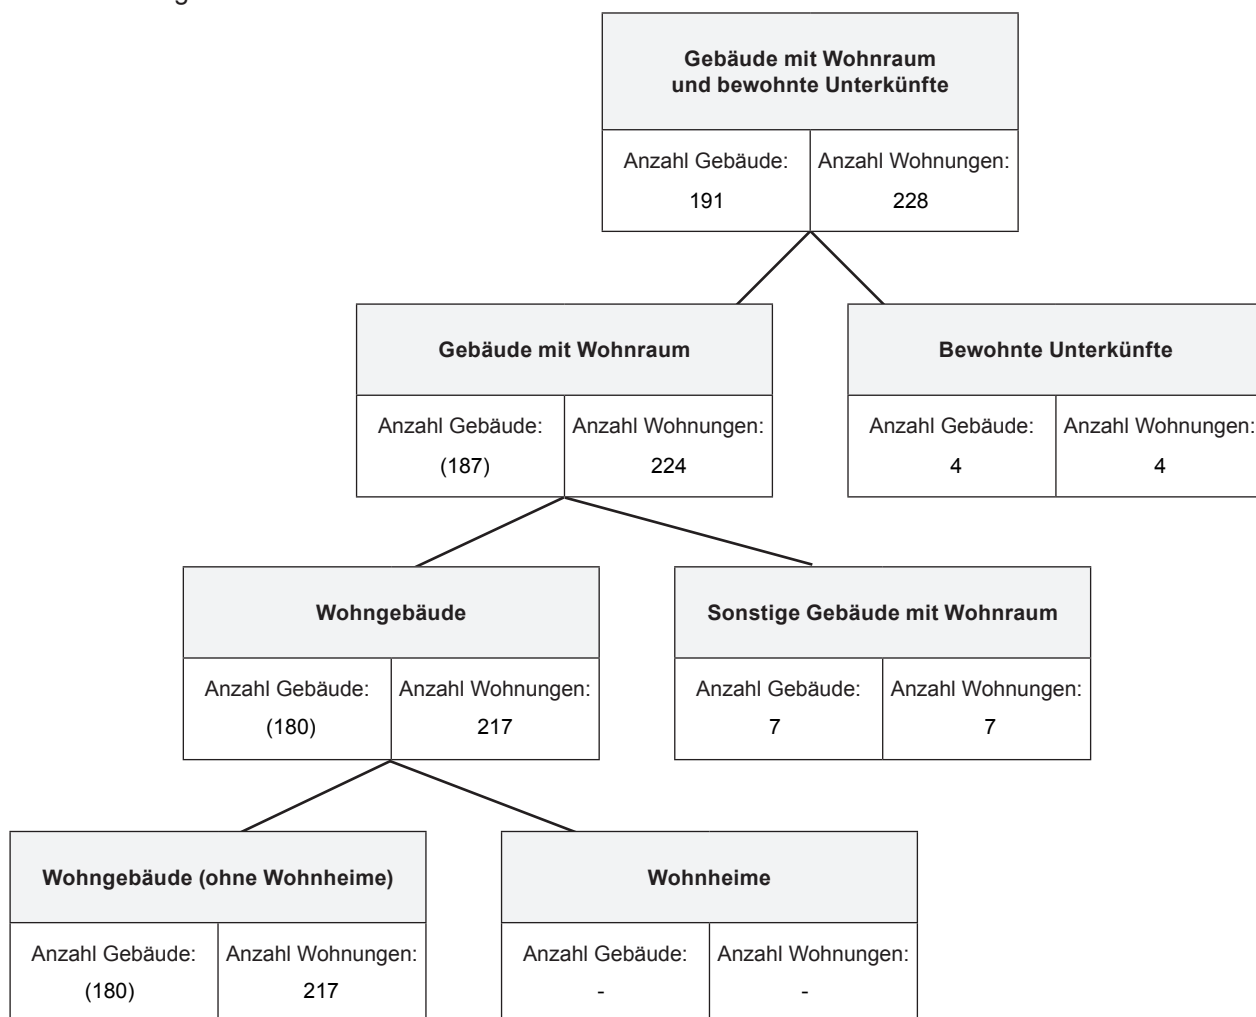 Gebäude mit Wohnraum
und bewohnte Unterkünfte
Anzahl Gebäude: Anzahl Wohnungen:
191 228
Gebäude mit Wohnraum
Bewohnte Unterkünfte
Anzahl Gebäude: Anzahl Wohnungen:
(187) 224
Anzahl Gebäude: Anzahl Wohnungen:
4 4
Wohngebäude
Sonstige Gebäude mit Wohnraum
Anzahl Gebäude: Anzahl Wohnungen:
(180) 217
Anzahl Gebäude: Anzahl Wohnungen:
7 7
Wohngebäude (ohne Wohnheime)
Wohnheime
Anzahl Gebäude: Anzahl Wohnungen:
(180) 217
Anzahl Gebäude: Anzahl Wohnungen:
- -